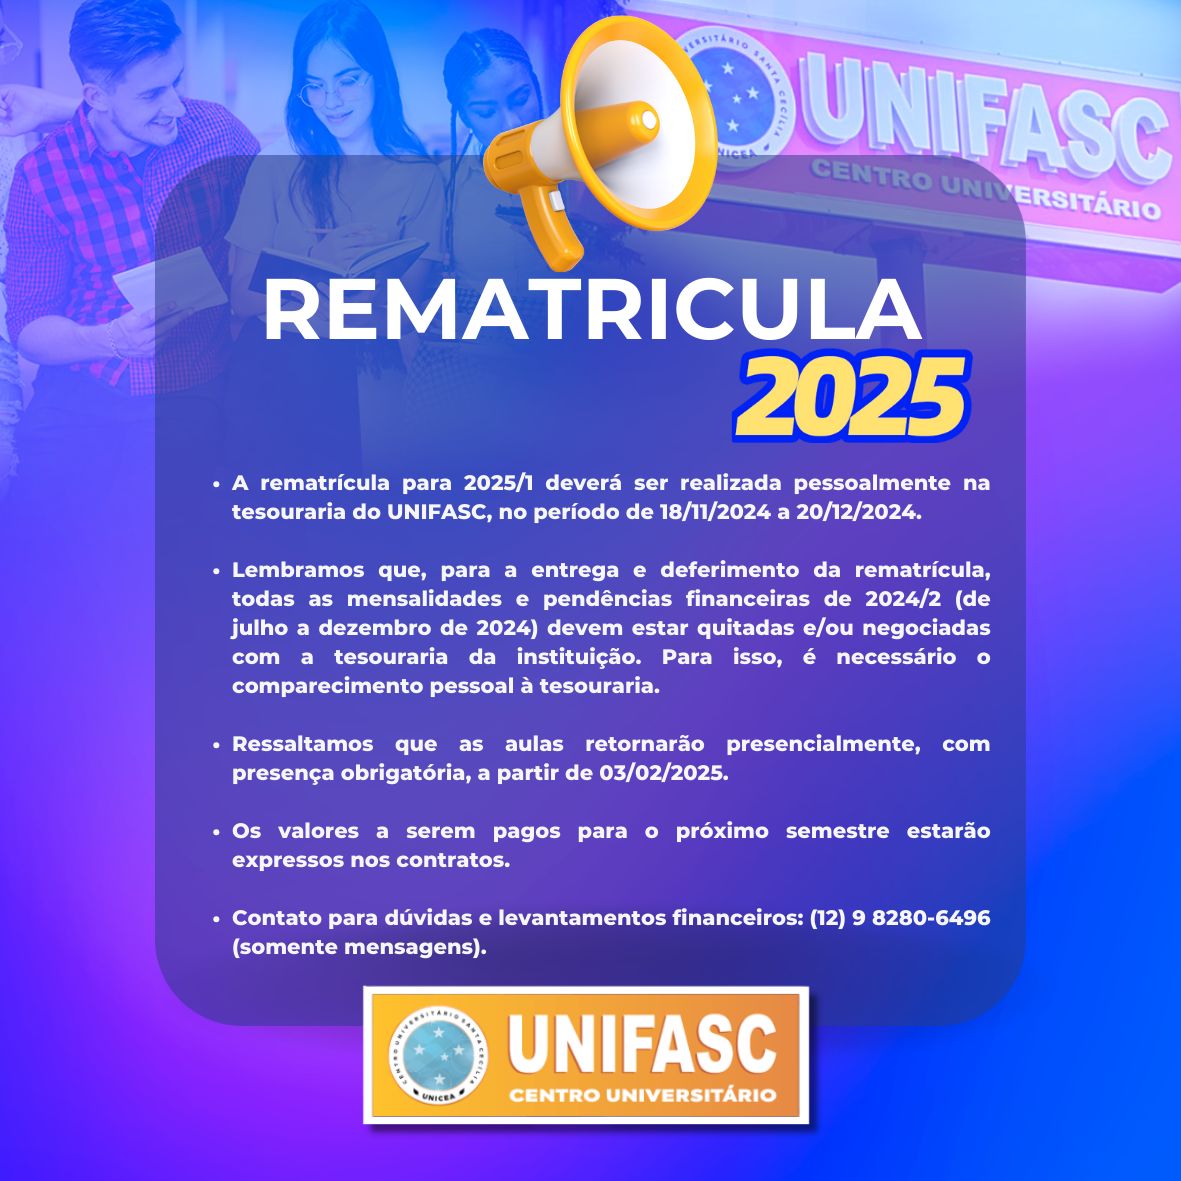 UNIVERSITÁRIO SANTA CECÍLIA
UNIFASC
CENTRO UNIVERSITÁRIO
REMATRICULA
2025
• A rematrícula para 2025/1 deverá ser realizada pessoalmente na
tesouraria do UNIFASC, no período de 18/11/2024 a 20/12/2024.
• Lembramos que, para a entrega e deferimento da rematrícula,
todas as mensalidades e pendências financeiras de 2024/2 (de
julho a dezembro de 2024) devem estar quitadas e/ou negociadas
com a tesouraria da instituição. Para isso, é necessário o
comparecimento pessoal à tesouraria.
• Ressaltamos que as aulas retornarão presencialmente, com
presença obrigatória, a partir de 03/02/2025.
• Os valores a serem pagos para o próximo semestre estarão
expressos nos contratos.
• Contato para dúvidas e levantamentos financeiros: (12) 9 8280-6496
(somente mensagens).
CENTRO UNIVERSITÁRIO SANTA CECÍLIA
UNICEA
UNIFASC
CENTRO UNIVERSITÁRIO